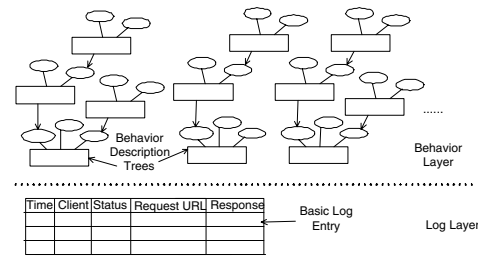 ......
Behavior
Description
Trees
Behavior
Layer
Time Client Status Request URL Response
Basic Log
Entry
Log Layer